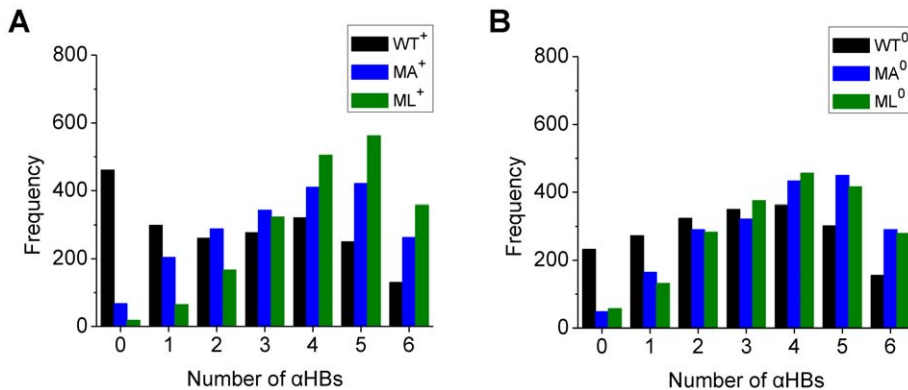 A
WT⁺
MA⁺
ML⁺
800
600
400
200
0
Frequency
0 1 2 3 4 5 6
Number of αHBs
B
WT⁰
MA⁰
ML⁰
800
600
400
200
0
Frequency
0 1 2 3 4 5 6
Number of αHBs